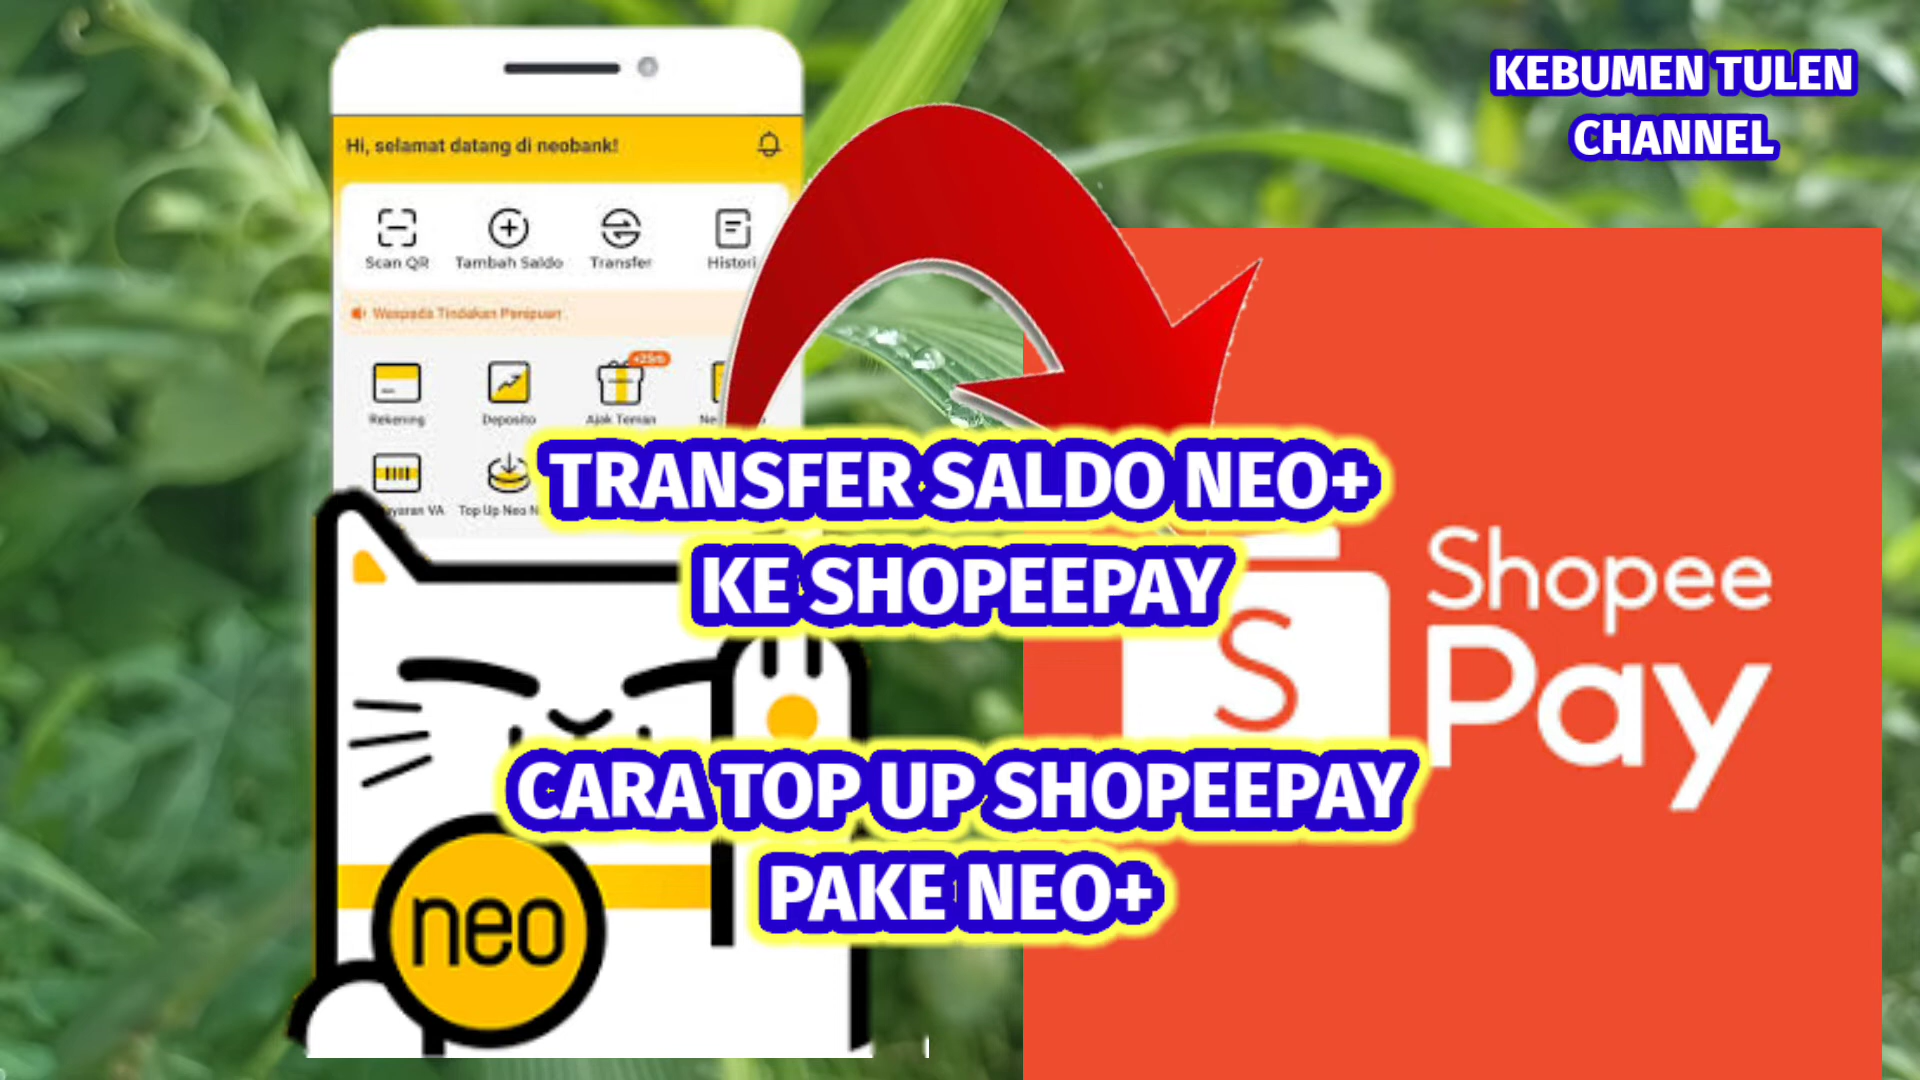 KEBUMEN TULEN
CHANNEL
Hi, selamat datang di neobank!
Scan QR
Tambah Saldo
Transfer
Histori
Waspada Tindakan Penipuan
+25rb
Rekening
Deposito
Ajak Teman
Top Up Neo
TRANSFER SALDO NEO+
KE SHOPEEPAY
Shopee
Pay
S
CARA TOP UP SHOPEEPAY
PAKE NEO+
neo